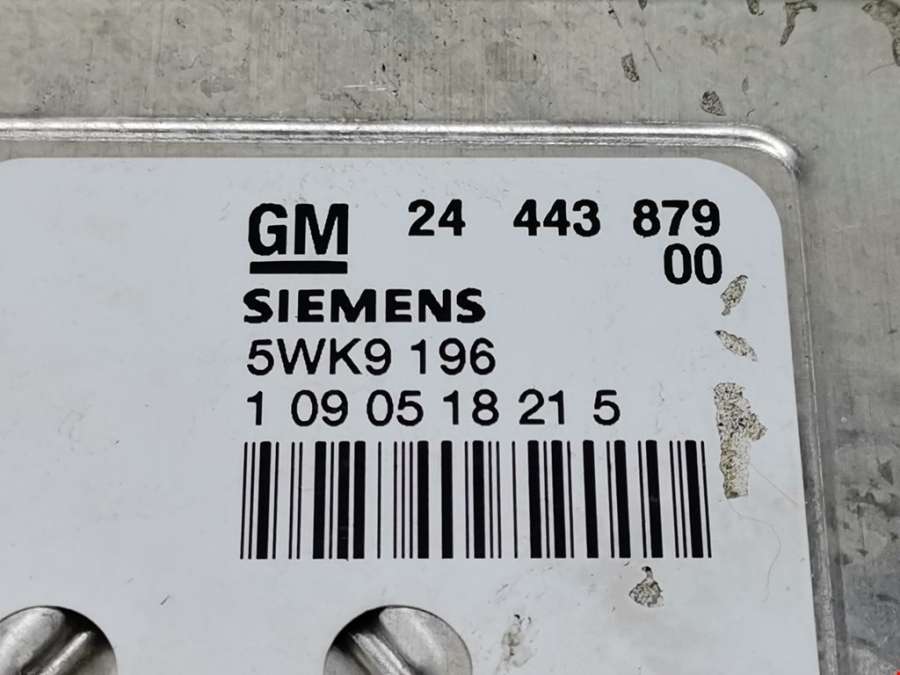 GM 24 443 879
00
SIEMENS
5WK9 196
1 09 05 18 21 5